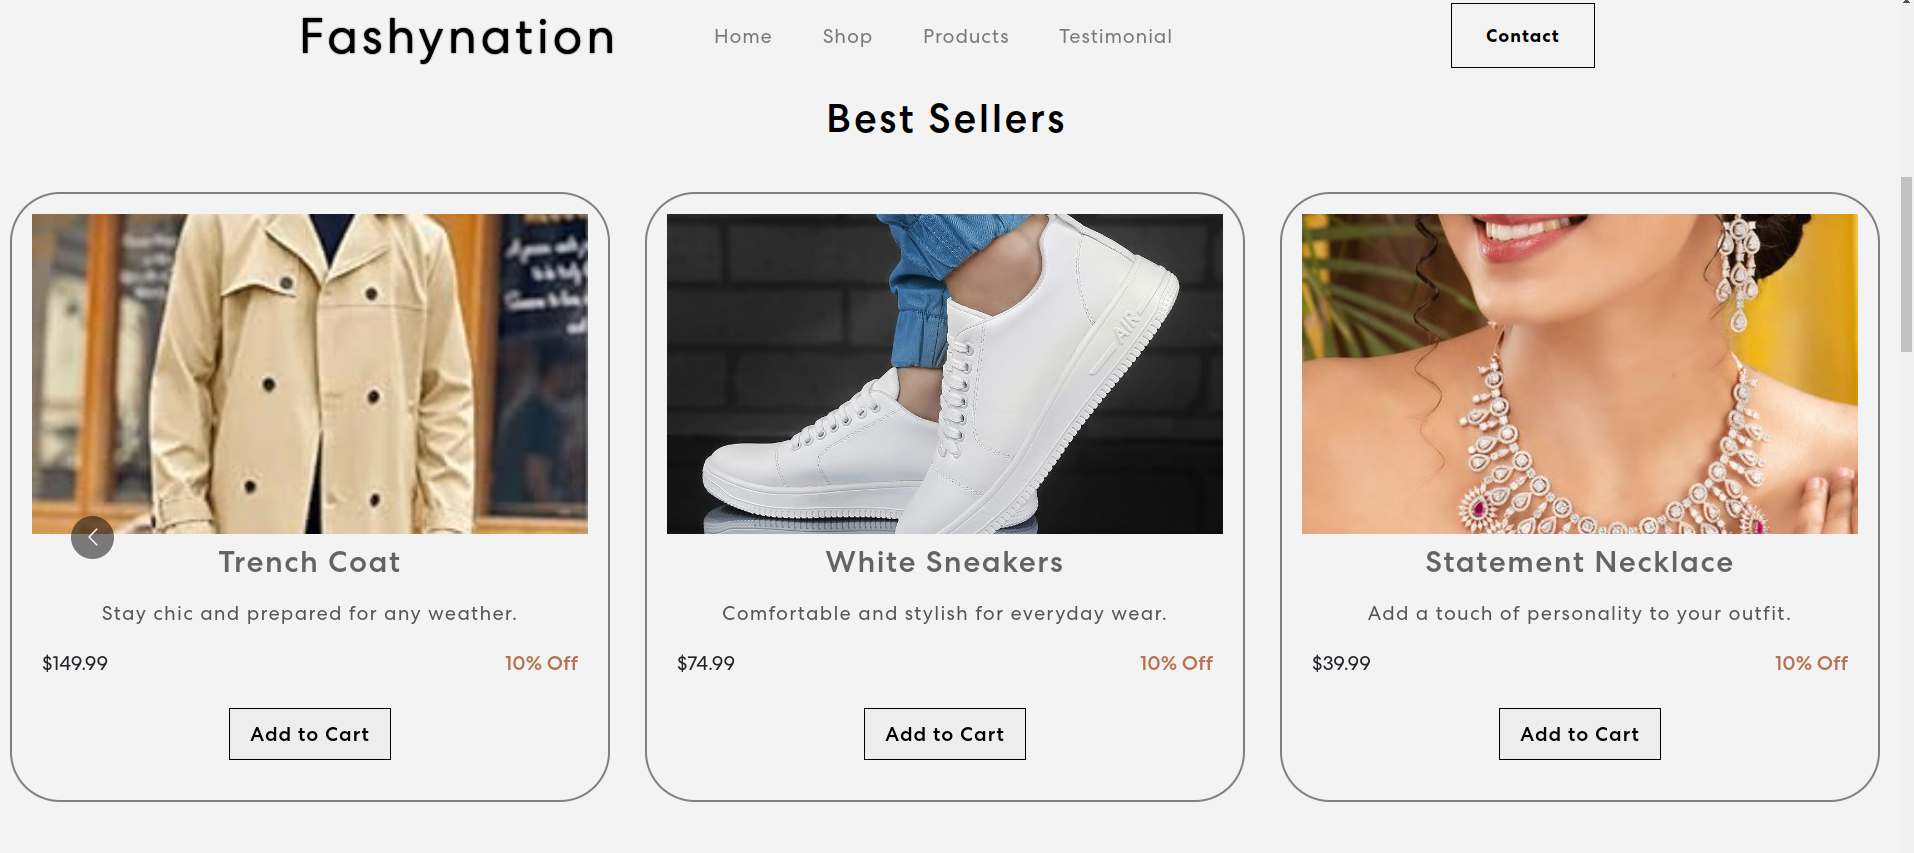 Fashynation
Home Shop Products Testimonial
Contact
Best Sellers
AIR
Trench Coat
Stay chic and prepared for any weather.
$149.99 10% Off
Add to Cart
White Sneakers
Comfortable and stylish for everyday wear.
$74.99 10% Off
Add to Cart
Statement Necklace
Add a touch of personality to your outfit.
$39.99 10% Off
Add to Cart